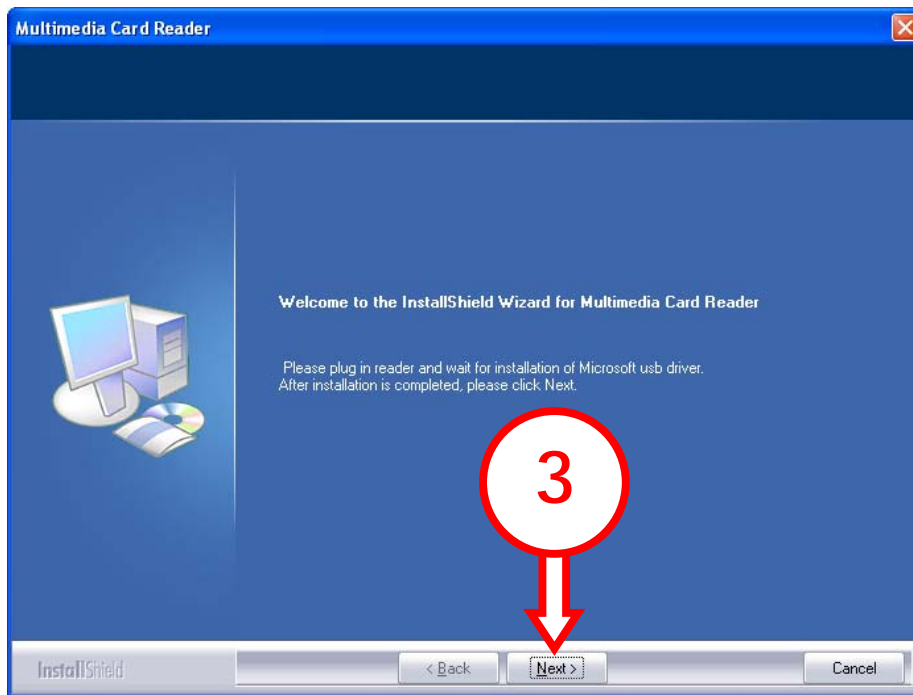 Multimedia Card Reader
Welcome to the InstallShield Wizard for Multimedia Card Reader
Please plug in reader and wait for installation of Microsoft usb driver.
After installation is completed, please click Next.
3
InstallShield
< Back
Next >
Cancel